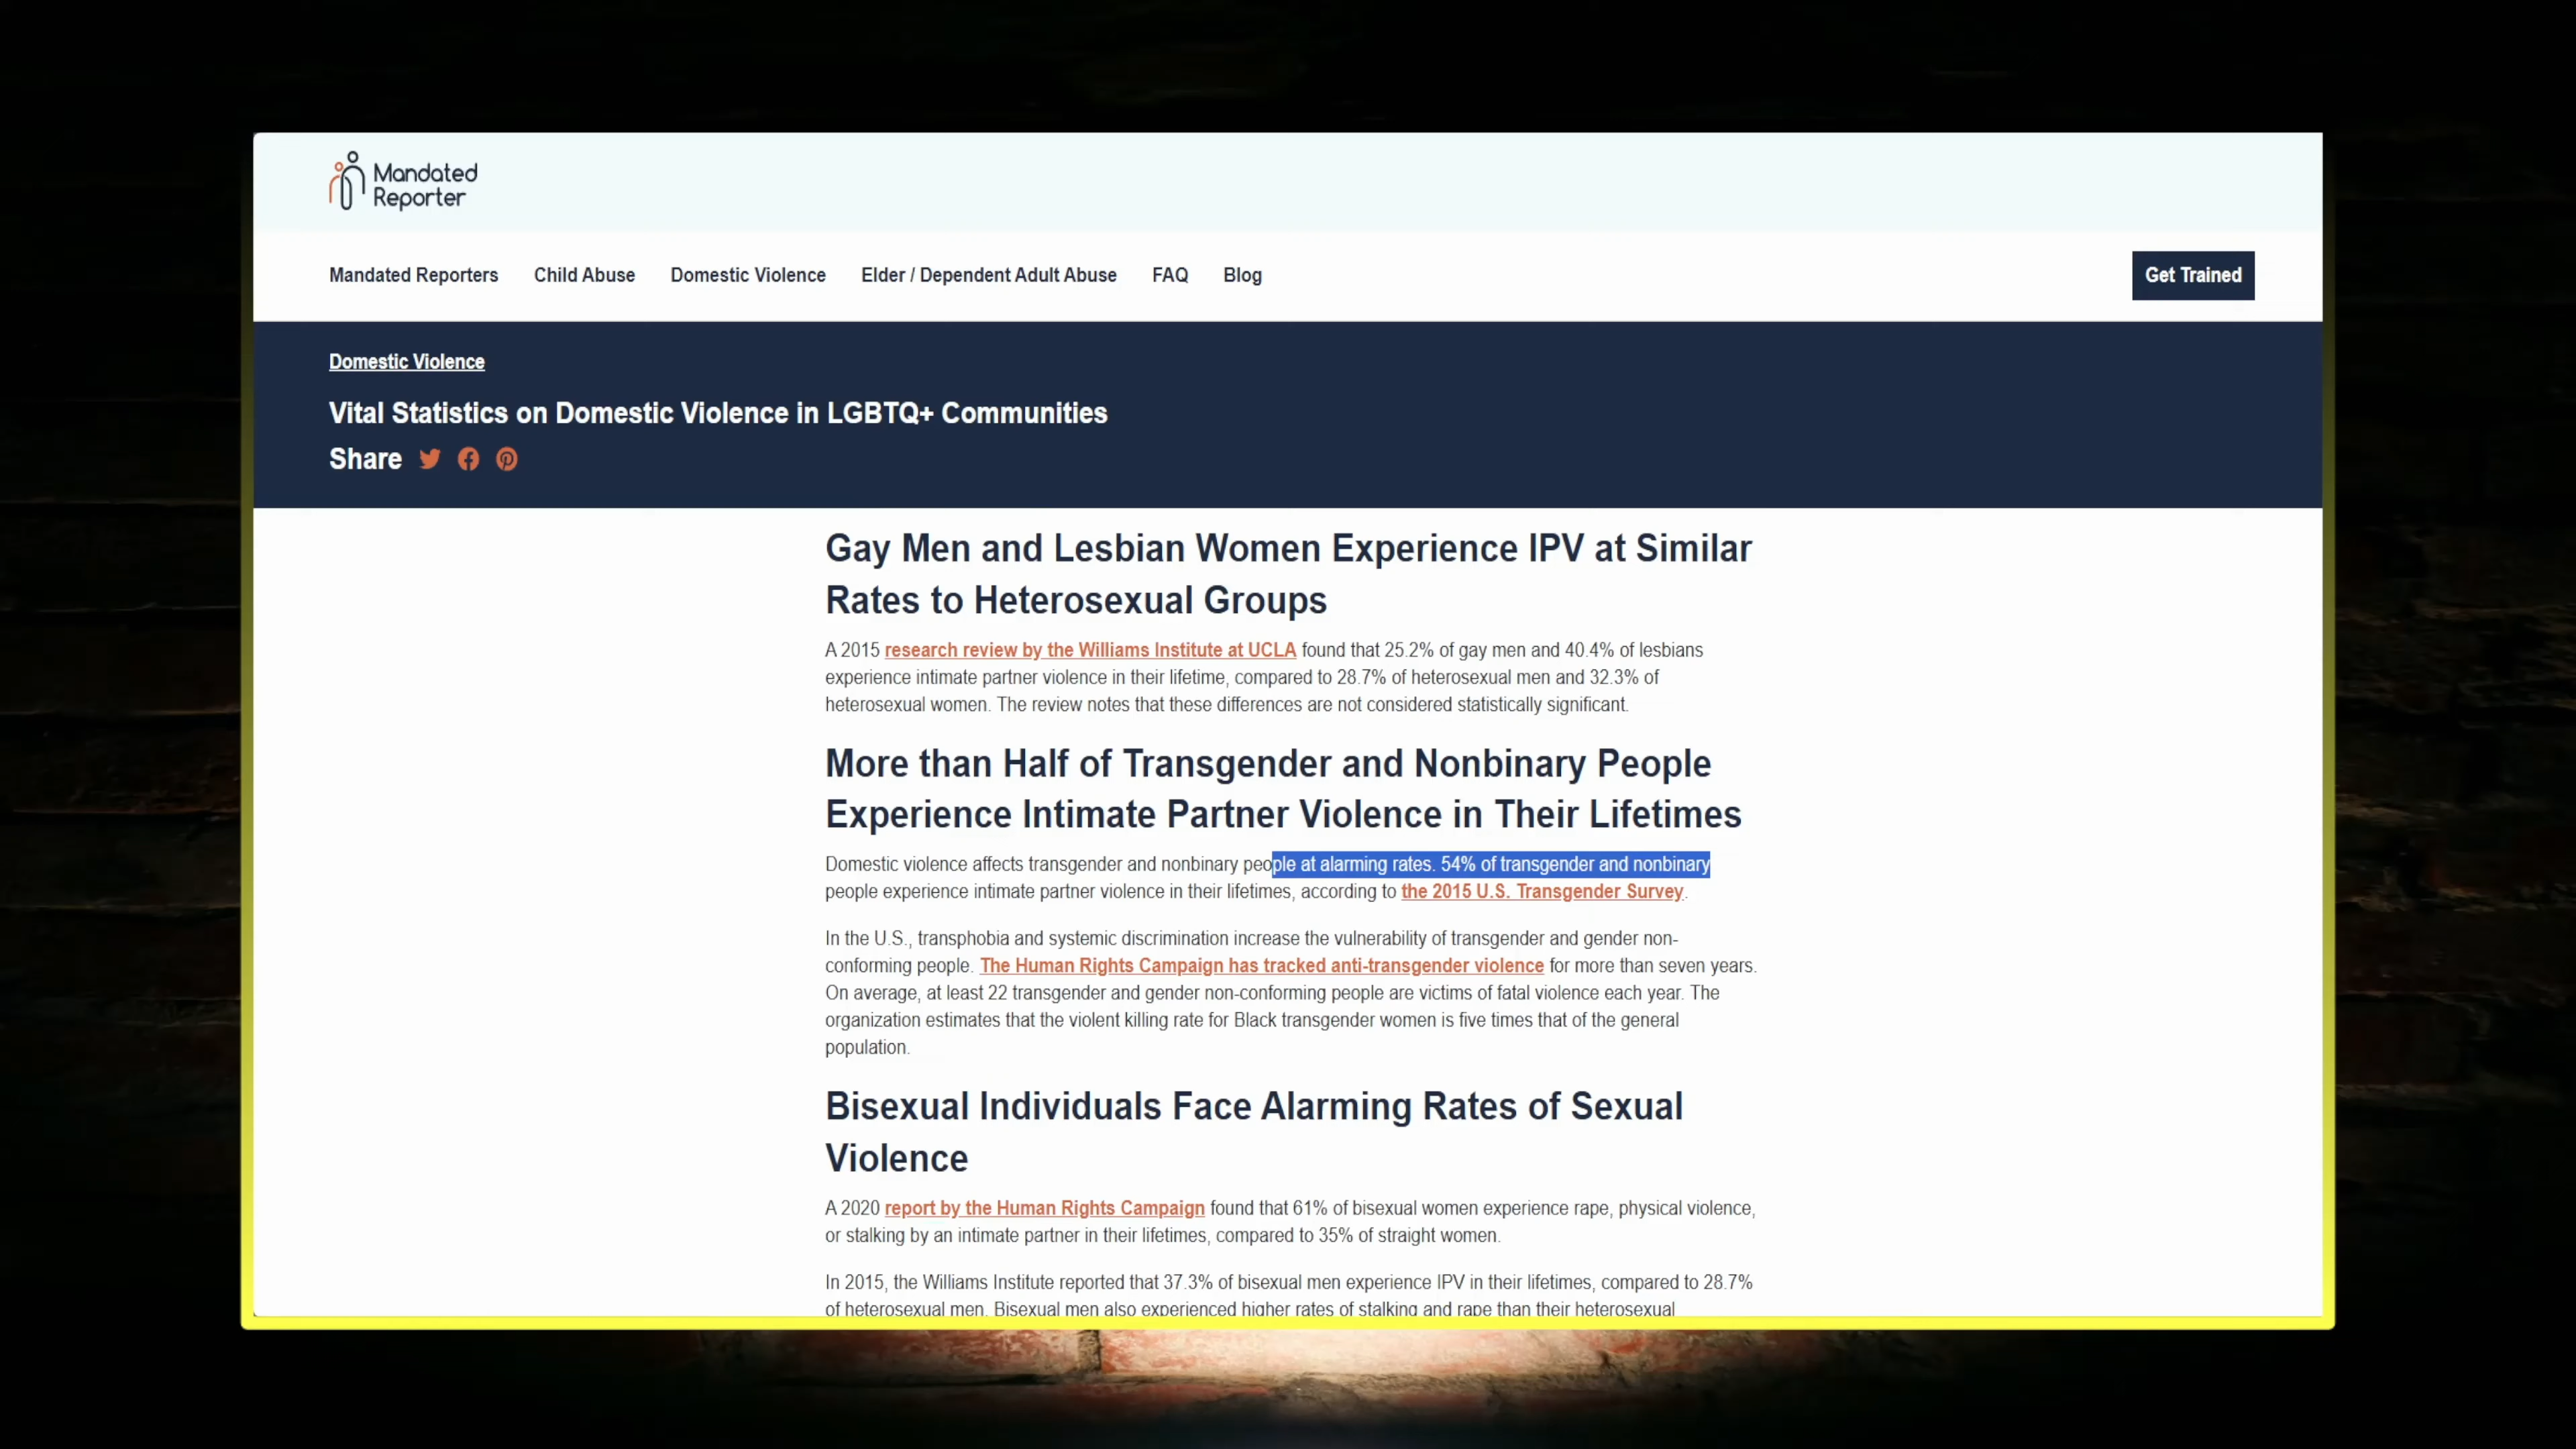 Mandated
Reporter
Mandated Reporters
Child Abuse
Domestic Violence
Elder / Dependent Adult Abuse
FAQ
Blog
Get Trained
Domestic Violence
Vital Statistics on Domestic Violence in LGBTQ+ Communities
Share
Gay Men and Lesbian Women Experience IPV at Similar
Rates to Heterosexual Groups
A 2015 research review by the Williams Institute at UCLA found that 25.2% of gay men and 40.4% of lesbians
experience intimate partner violence in their lifetime, compared to 28.7% of heterosexual men and 32.3% of
heterosexual women. The review notes that these differences are not considered statistically significant.
More than Half of Transgender and Nonbinary People
Experience Intimate Partner Violence in Their Lifetimes
Domestic violence affects transgender and nonbinary people at alarming rates. 54% of transgender and nonbinary
people experience intimate partner violence in their lifetimes, according to the 2015 U.S. Transgender Survey.
In the U.S., transphobia and systemic discrimination increase the vulnerability of transgender and gender non-
conforming people. The Human Rights Campaign has tracked anti-transgender violence for more than seven years.
On average, at least 22 transgender and gender non-conforming people are victims of fatal violence each year. The
organization estimates that the violent killing rate for Black transgender women is five times that of the general
population.
Bisexual Individuals Face Alarming Rates of Sexual
Violence
A 2020 report by the Human Rights Campaign found that 61% of bisexual women experience rape, physical violence,
or stalking by an intimate partner in their lifetimes, compared to 35% of straight women.
In 2015, the Williams Institute reported that 37.3% of bisexual men experience IPV in their lifetimes, compared to 28.7%
of heterosexual men. Bisexual men also experienced higher rates of stalking and rape than their heterosexual